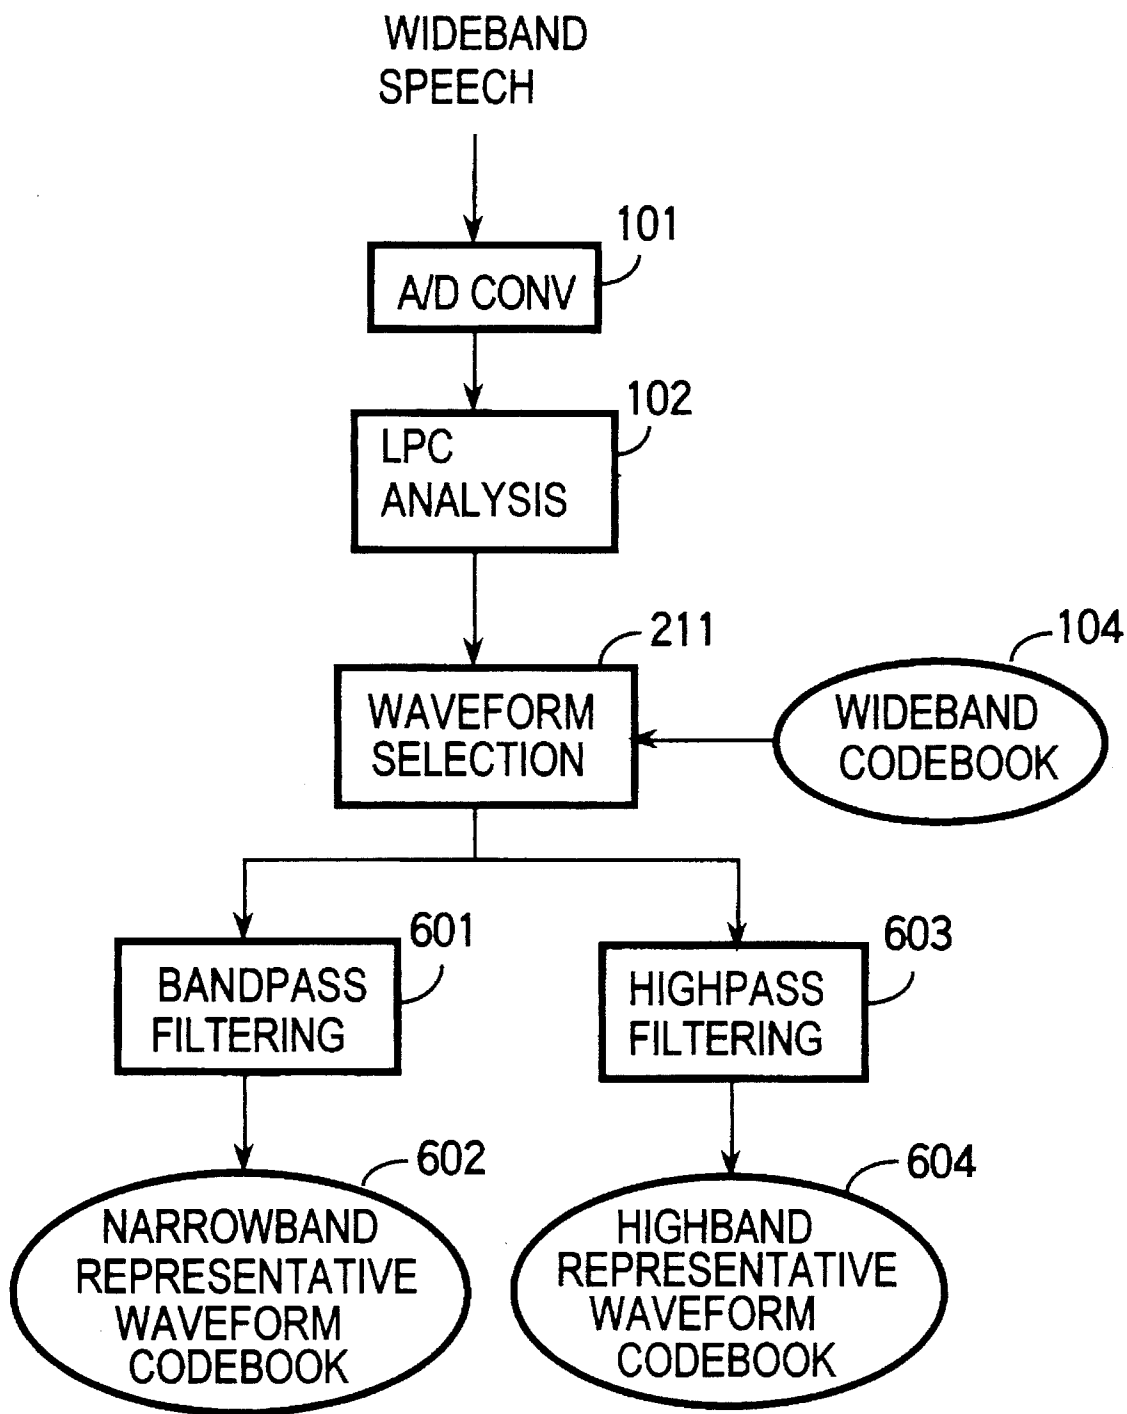 WIDEBAND
SPEECH
101
A/D CONV
102
LPC
ANALYSIS
211
WAVEFORM
SELECTION
104
WIDEBAND
CODEBOOK
601
BANDPASS
FILTERING
603
HIGHPASS
FILTERING
602
NARROWBAND
REPRESENTATIVE
WAVEFORM
CODEBOOK
604
HIGHBAND
REPRESENTATIVE
WAVEFORM
CODEBOOK